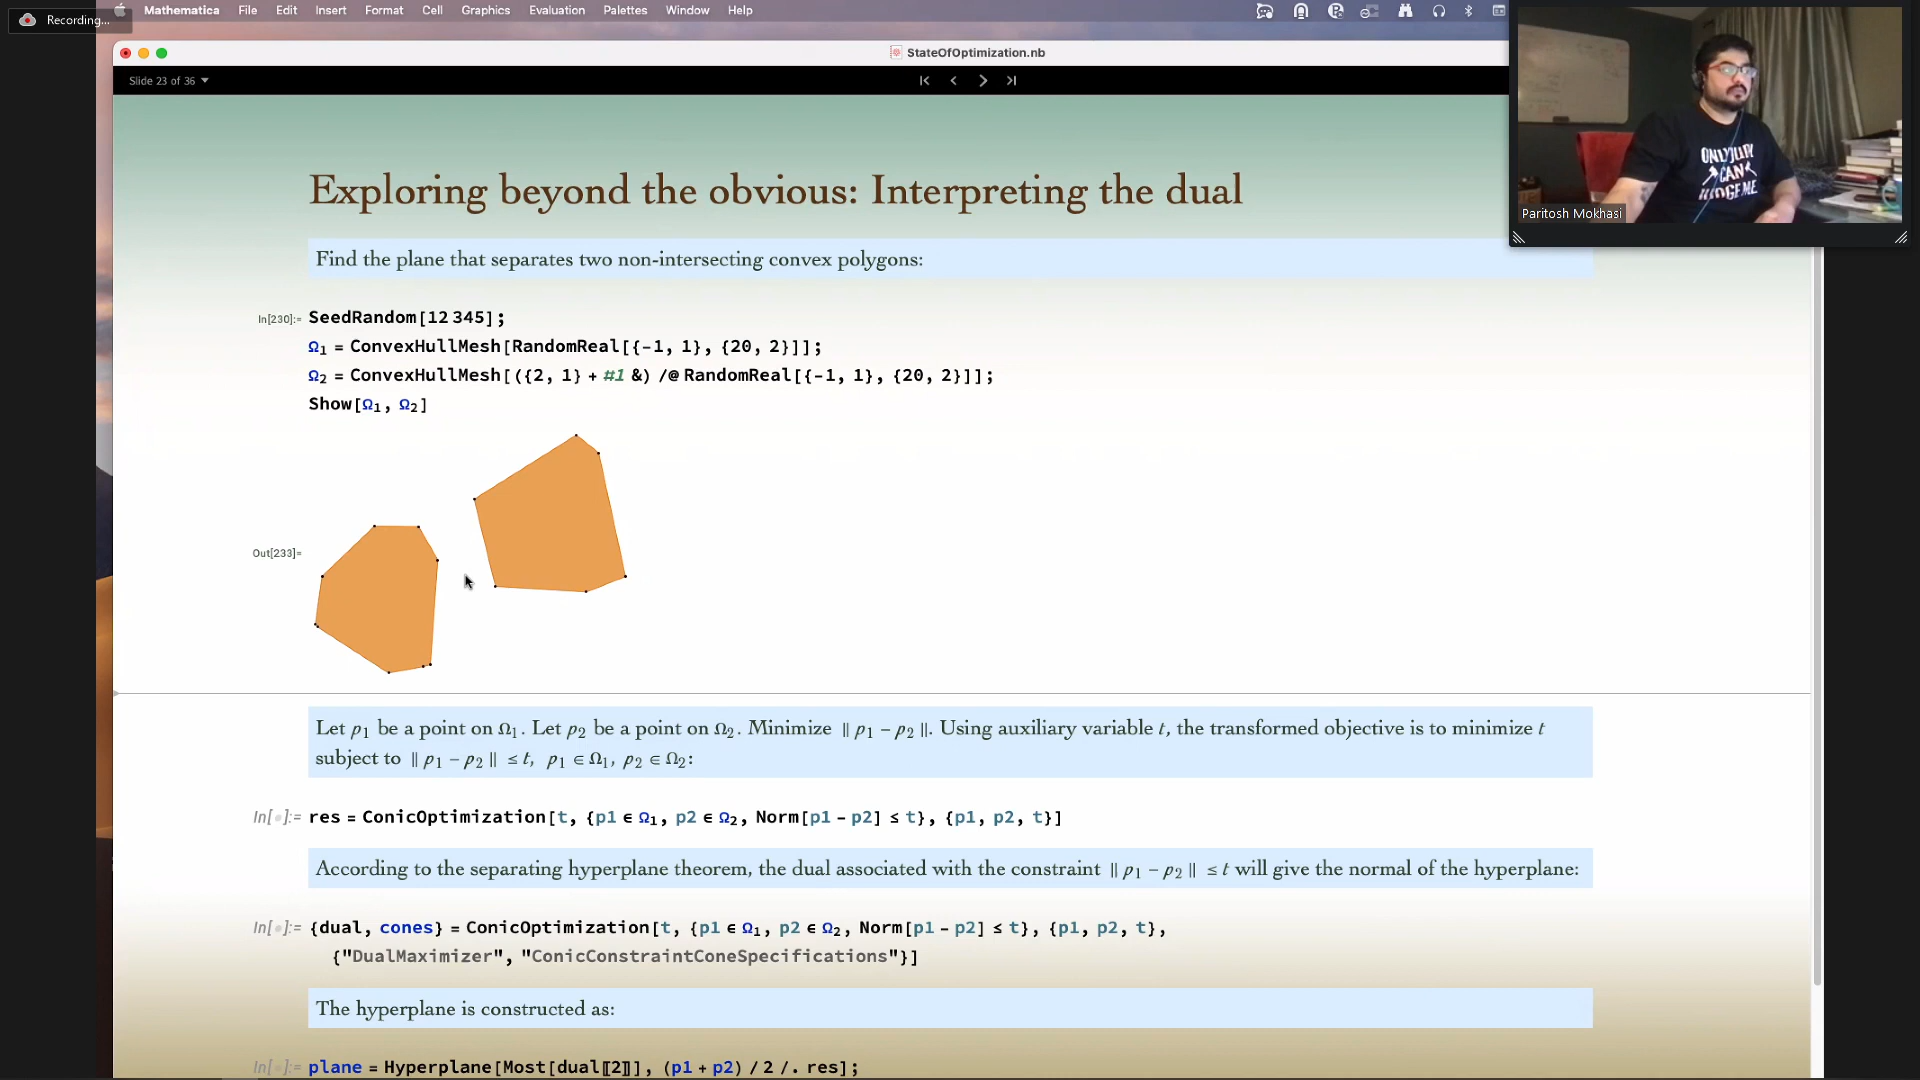 Recording...
Mathematica File Edit Insert Format Cell Graphics Evaluation Palettes Window Help
StateOfOptimization.nb
Slide 23 of 36
ONLY JURY
CAN
JUDGE ME
Paritosh Mokhasi
Exploring beyond the obvious: Interpreting the dual
Find the plane that separates two non-intersecting convex polygons:
In[230]:= SeedRandom[12 345];
Ω₁ = ConvexHullMesh[RandomReal[{-1, 1}, {20, 2}]];
Ω₂ = ConvexHullMesh[({2, 1} + #1 &) /@ RandomReal[{-1, 1}, {20, 2}]];
Show[Ω₁, Ω₂]
Out[233]=
Let p₁ be a point on Ω₁. Let p₂ be a point on Ω₂. Minimize ‖ p₁ − p₂ ‖. Using auxiliary variable t, the transformed objective is to minimize t
subject to ‖ p₁ − p₂ ‖ ≤ t, p₁ ∈ Ω₁, p₂ ∈ Ω₂:
In[ ]:= res = ConicOptimization[t, {p1 ∈ Ω₁, p2 ∈ Ω₂, Norm[p1 - p2] ≤ t}, {p1, p2, t}]
According to the separating hyperplane theorem, the dual associated with the constraint ‖ p₁ − p₂ ‖ ≤ t will give the normal of the hyperplane:
In[ ]:= {dual, cones} = ConicOptimization[t, {p1 ∈ Ω₁, p2 ∈ Ω₂, Norm[p1 - p2] ≤ t}, {p1, p2, t},
{"DualMaximizer", "ConicConstraintConeSpecifications"}]
The hyperplane is constructed as:
In[ ]:= plane = Hyperplane[Most[dual〚2〛], (p1 + p2) / 2 /. res];